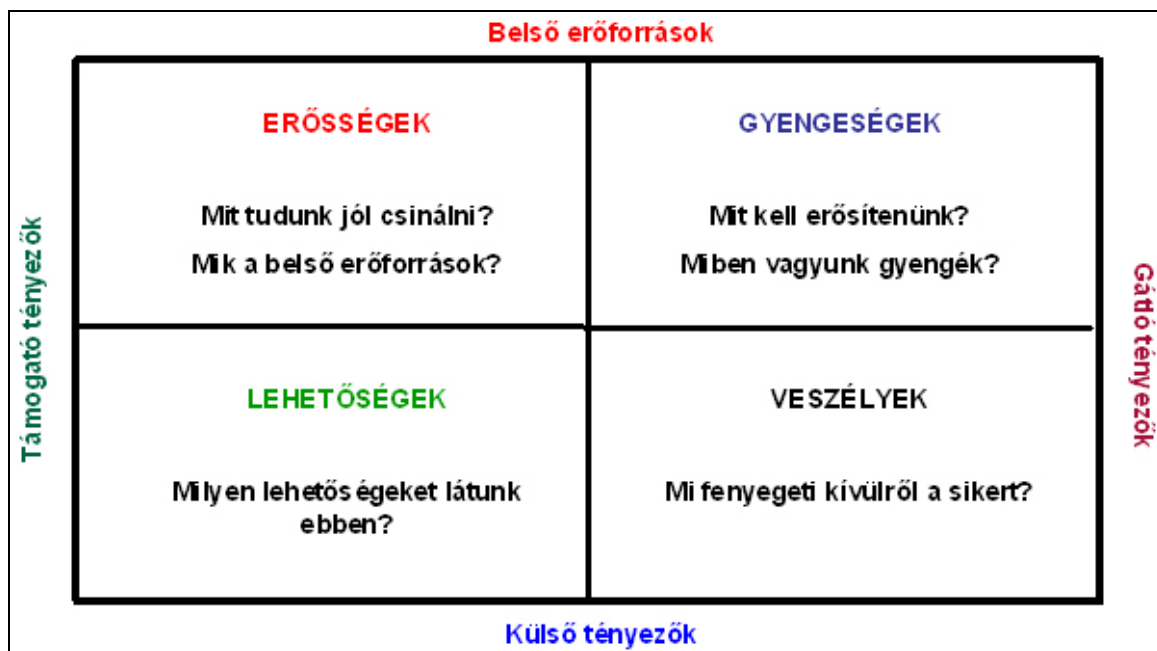 Belső erőforrások
ERŐSSÉGEK
Mit tudunk jól csinálni?
Mik a belső erőforrások?
GYENGESÉGEK
Mit kell erősítenünk?
Miben vagyunk gyengék?
Támogató tényezők
Gátló tényezők
LEHETŐSÉGEK
Milyen lehetőségeket látunk
ebben?
VESZÉLYEK
Mi fenyegeti kívülről a sikert?
Külső tényezők